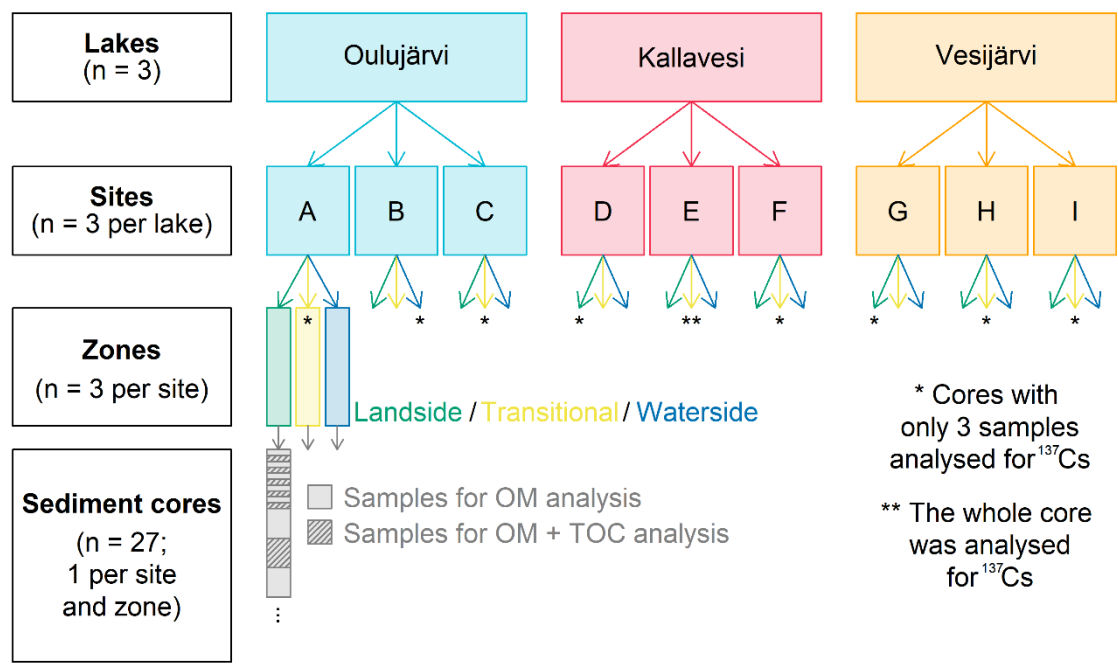 Lakes
(n = 3)
Oulujärvi
Kallavesi
Vesijärvi
Sites
(n = 3 per lake)
A
B
C
D
E
F
G
H
I
*
*
*
*
**
*
*
*
*
Zones
(n = 3 per site)
Landside / Transitional / Waterside
* Cores with
only 3 samples
analysed for ¹³⁷Cs
** The whole core
was analysed
for ¹³⁷Cs
Sediment cores
(n = 27;
1 per site
and zone)
Samples for OM analysis
Samples for OM + TOC analysis
...